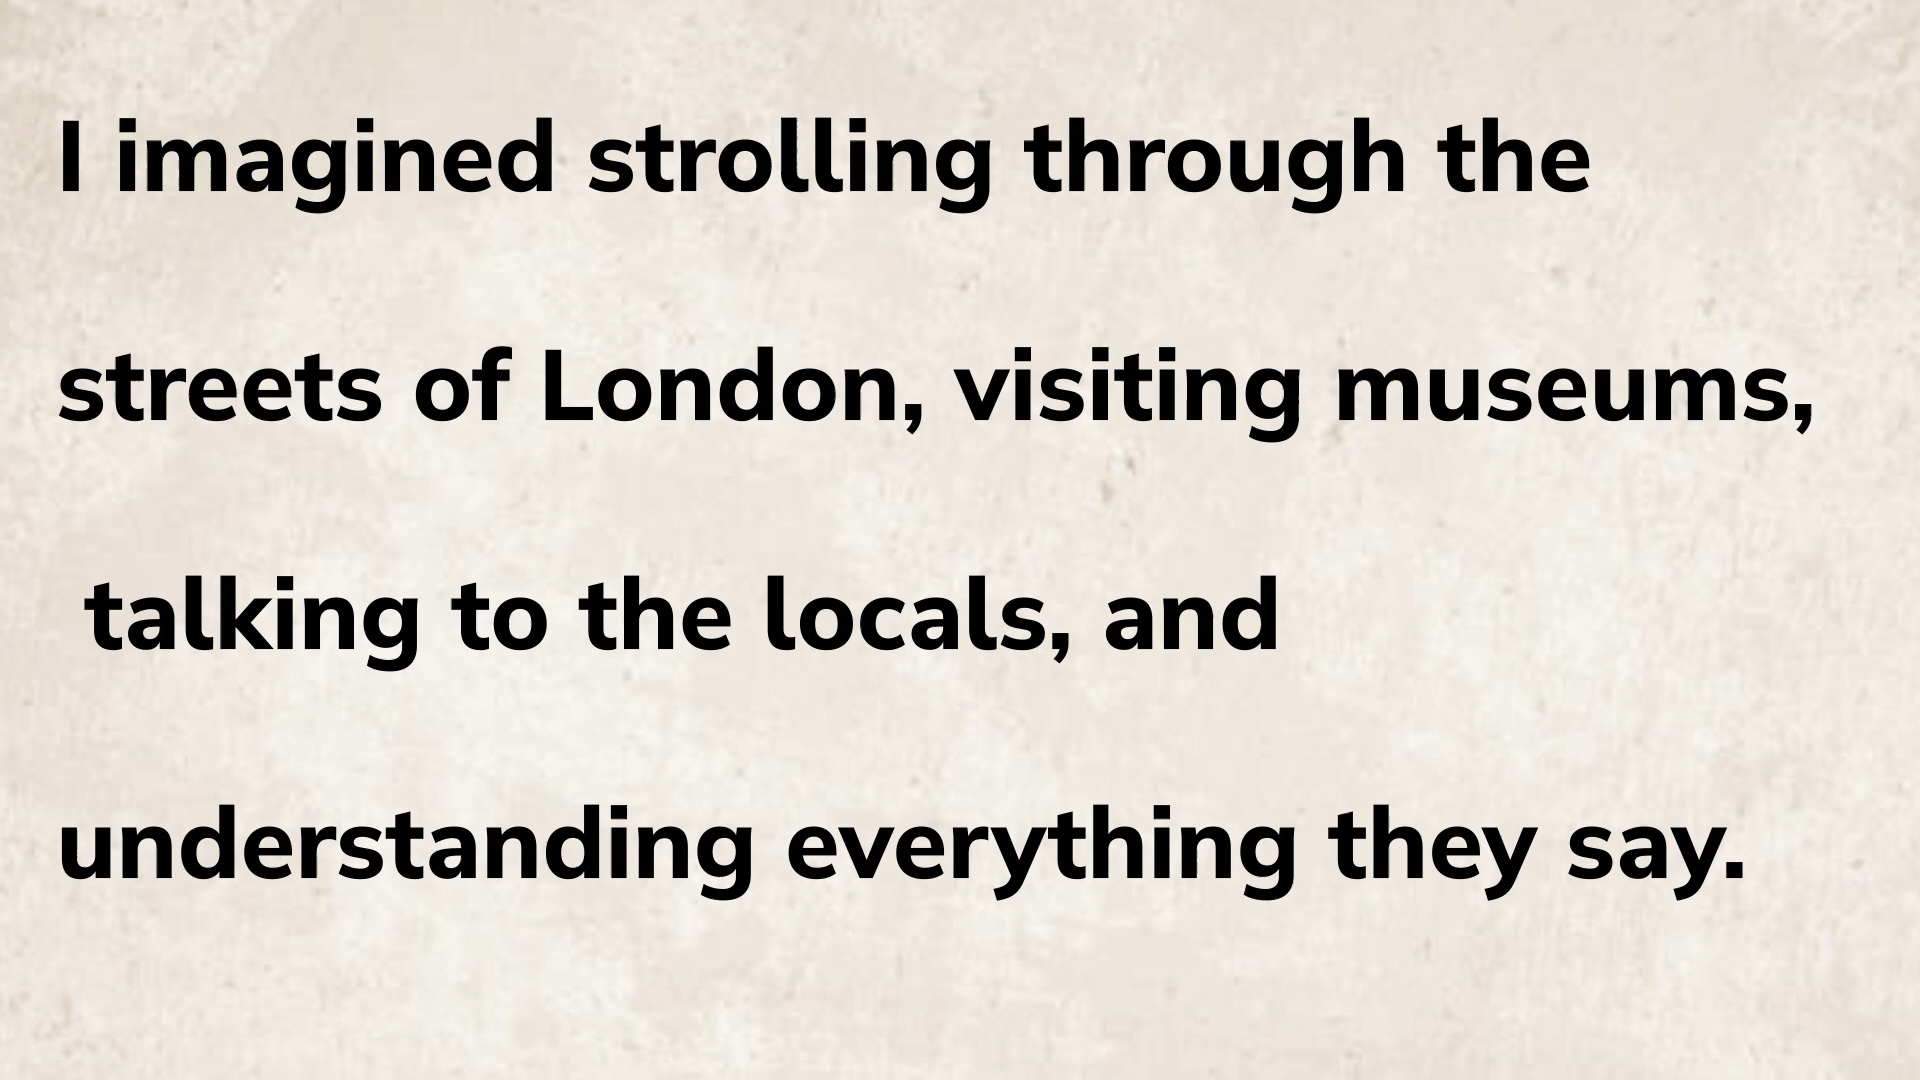 I imagined strolling through the
streets of London, visiting museums,
talking to the locals, and
understanding everything they say.